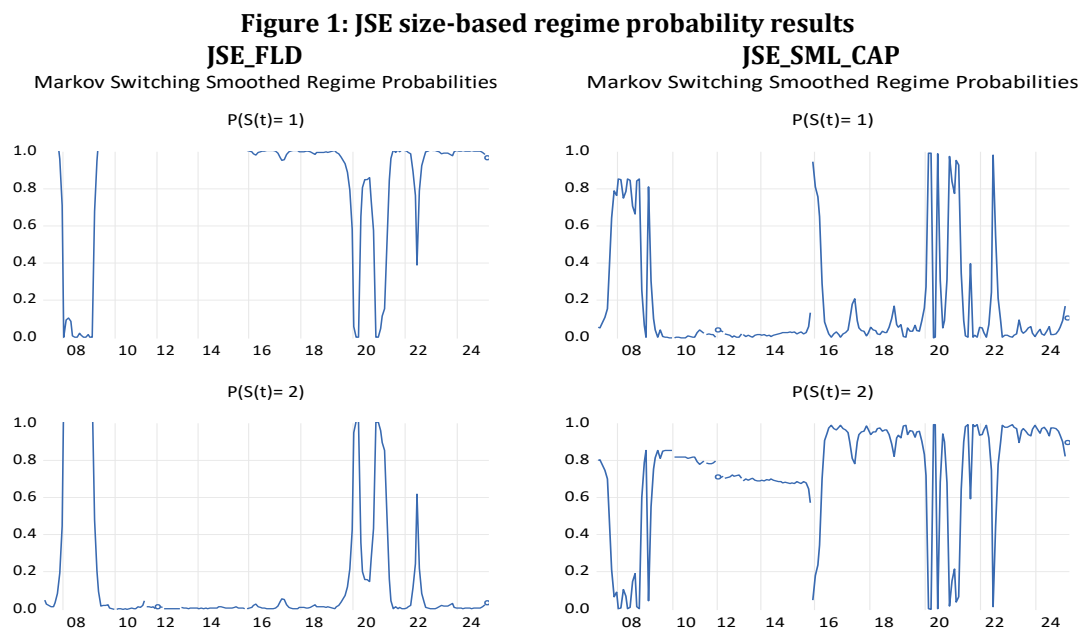 Figure 1: JSE size-based regime probability results
JSE_FLD
Markov Switching Smoothed Regime Probabilities
P(S(t)= 1)
1.0
0.8
0.6
0.4
0.2
0.0
08 10 12 14 16 18 20 22 24
P(S(t)= 2)
1.0
0.8
0.6
0.4
0.2
0.0
08 10 12 14 16 18 20 22 24
JSE_SML_CAP
Markov Switching Smoothed Regime Probabilities
P(S(t)= 1)
1.0
0.8
0.6
0.4
0.2
0.0
08 10 12 14 16 18 20 22 24
P(S(t)= 2)
1.0
0.8
0.6
0.4
0.2
0.0
08 10 12 14 16 18 20 22 24